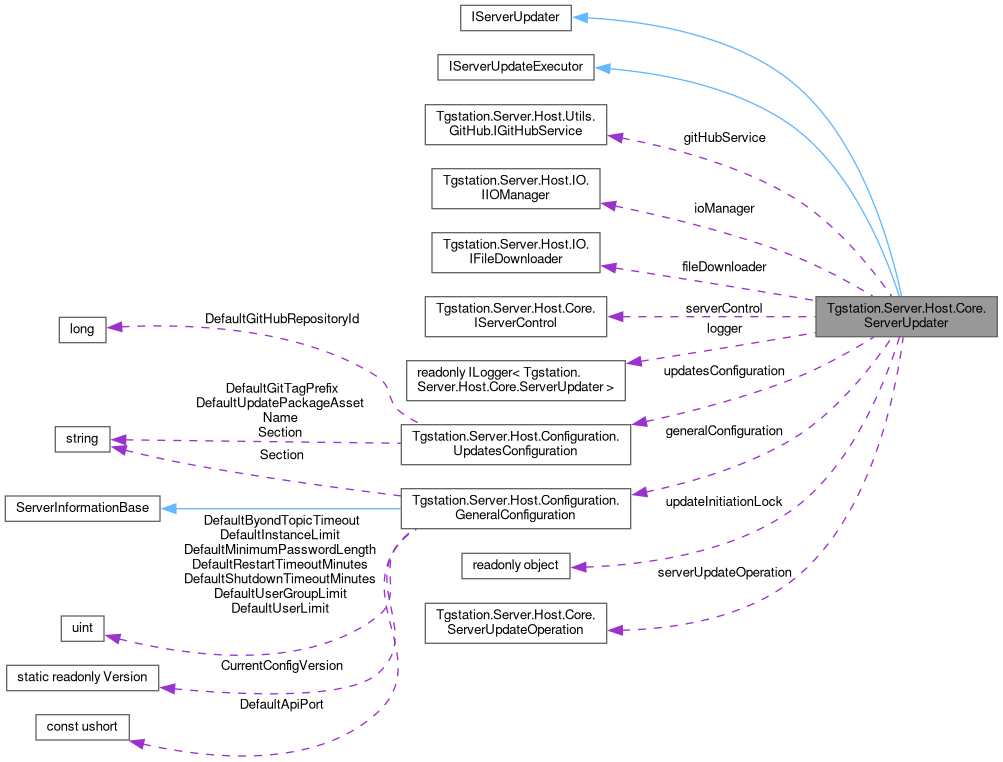 IServerUpdater
IServerUpdateExecutor
Tgstation.Server.Host.Utils.
GitHub.IGitHubService
gitHubService
Tgstation.Server.Host.IO.
IIOManager
ioManager
Tgstation.Server.Host.IO.
IFileDownloader
fileDownloader
Tgstation.Server.Host.Core.
IServerControl
serverControl
Tgstation.Server.Host.Core.
ServerUpdater
logger
readonly ILogger< Tgstation.
Server.Host.Core.ServerUpdater >
long
DefaultGitHubRepositoryId
updatesConfiguration
DefaultGitTagPrefix
DefaultUpdatePackageAsset
Name
Section
string
Tgstation.Server.Host.Configuration.
UpdatesConfiguration
generalConfiguration
Section
ServerInformationBase
Tgstation.Server.Host.Configuration.
GeneralConfiguration
updateInitiationLock
DefaultByondTopicTimeout
DefaultInstanceLimit
DefaultMinimumPasswordLength
DefaultRestartTimeoutMinutes
DefaultShutdownTimeoutMinutes
DefaultUserGroupLimit
DefaultUserLimit
readonly object
serverUpdateOperation
Tgstation.Server.Host.Core.
ServerUpdateOperation
uint
CurrentConfigVersion
static readonly Version
DefaultApiPort
const ushort